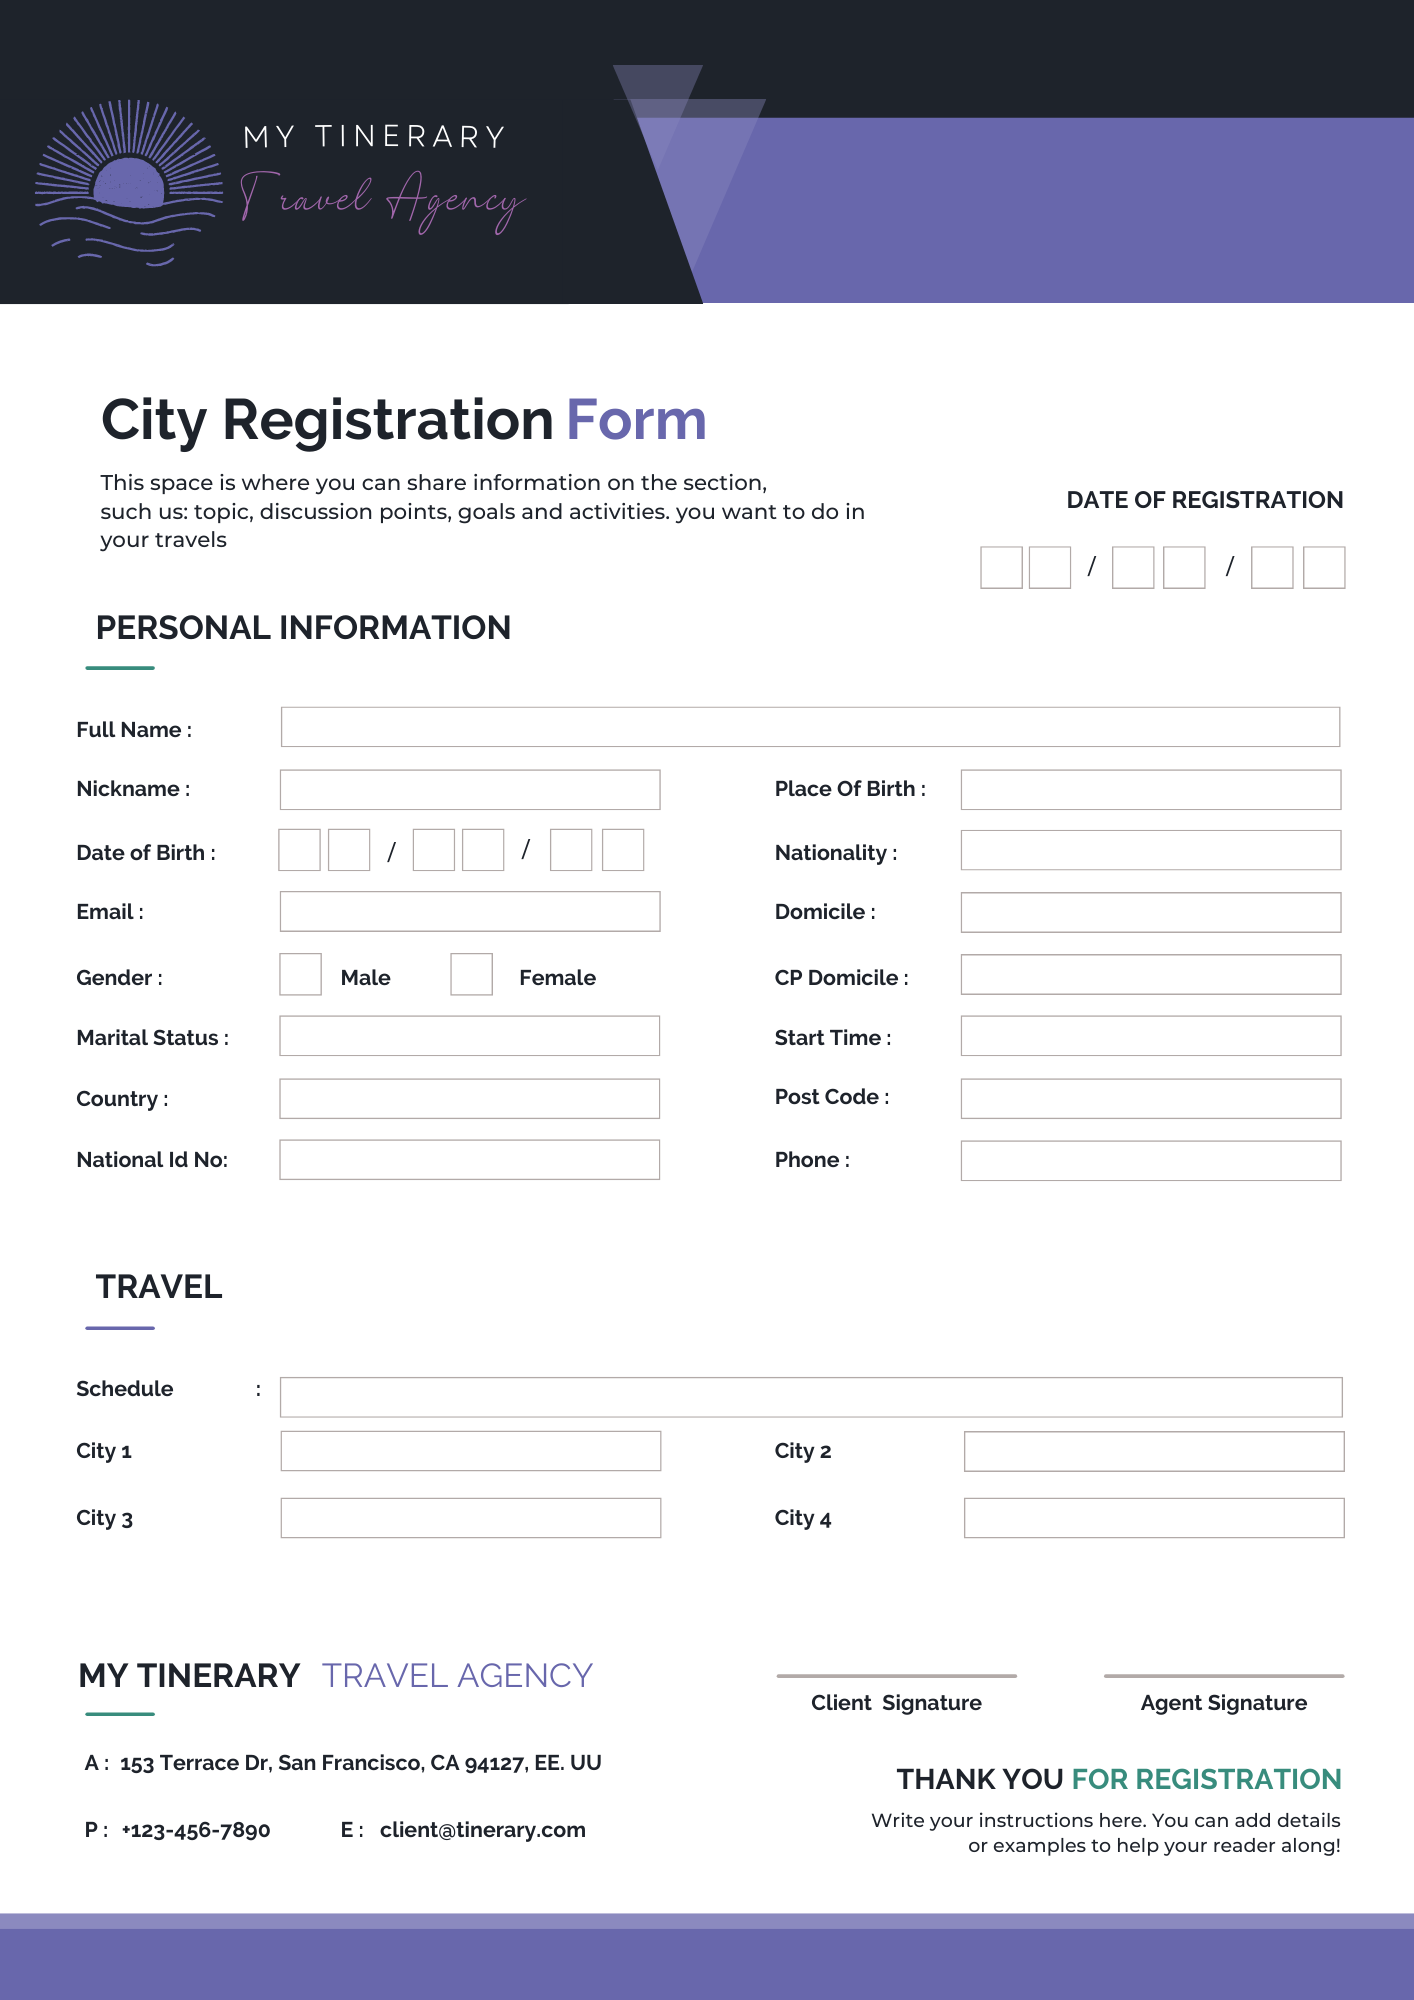 MY TINERARY
Travel Agency
City Registration Form
This space is where you can share information on the section,
such us: topic, discussion points, goals and activities. you want to do in
your travels
DATE OF REGISTRATION
/ /
PERSONAL INFORMATION
Full Name :
Nickname :
Place Of Birth :
Date of Birth : / /
Nationality :
Email :
Domicile :
Gender : Male Female
CP Domicile :
Marital Status :
Start Time :
Country :
Post Code :
National Id No:
Phone :
TRAVEL
Schedule :
City 1
City 2
City 3
City 4
MY TINERARY TRAVEL AGENCY
Client Signature
Agent Signature
A : 153 Terrace Dr, San Francisco, CA 94127, EE. UU
P : +123-456-7890 E : client@tinerary.com
THANK YOU FOR REGISTRATION
Write your instructions here. You can add details
or examples to help your reader along!